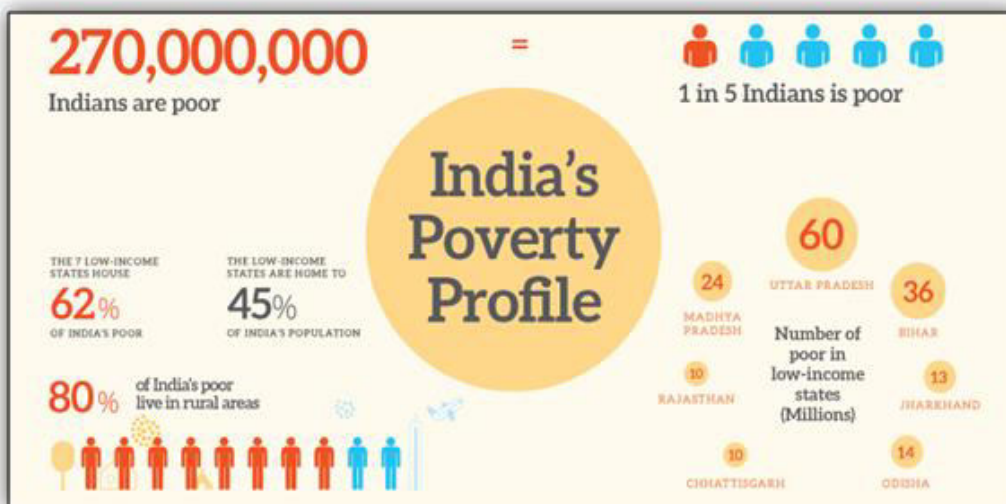 270,000,000
Indians are poor
=
1 in 5 Indians is poor
India's
Poverty
Profile
THE 7 LOW-INCOME
STATES HOUSE
62%
OF INDIA'S POOR
THE LOW-INCOME
STATES ARE HOME TO
45%
OF INDIA'S POPULATION
80% of India's poor
live in rural areas
60
UTTAR PRADESH
24
MADHYA
PRADESH
36
BIHAR
Number of
poor in
low-income
states
(Millions)
10
RAJASTHAN
13
JHARKHAND
10
CHHATTISGARH
14
ODISHA